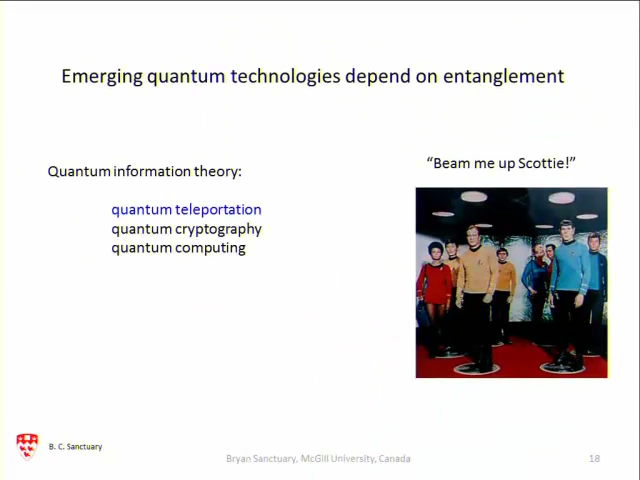 Emerging quantum technologies depend on entanglement
Quantum information theory:
quantum teleportation
quantum cryptography
quantum computing
“Beam me up Scottie!”
B. C. Sanctuary
Bryan Sanctuary, McGill University, Canada
18